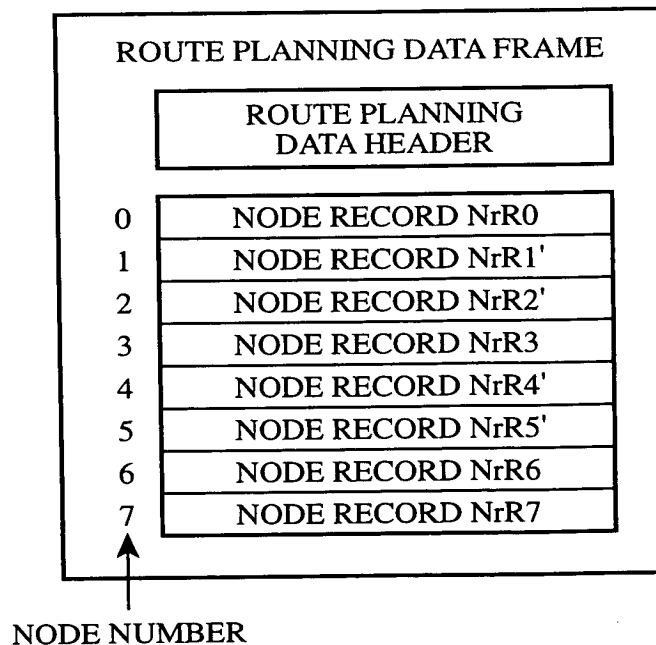 ROUTE PLANNING DATA FRAME
ROUTE PLANNING
DATA HEADER
0 NODE RECORD NrR0
1 NODE RECORD NrR1'
2 NODE RECORD NrR2'
3 NODE RECORD NrR3
4 NODE RECORD NrR4'
5 NODE RECORD NrR5'
6 NODE RECORD NrR6
7 NODE RECORD NrR7
NODE NUMBER